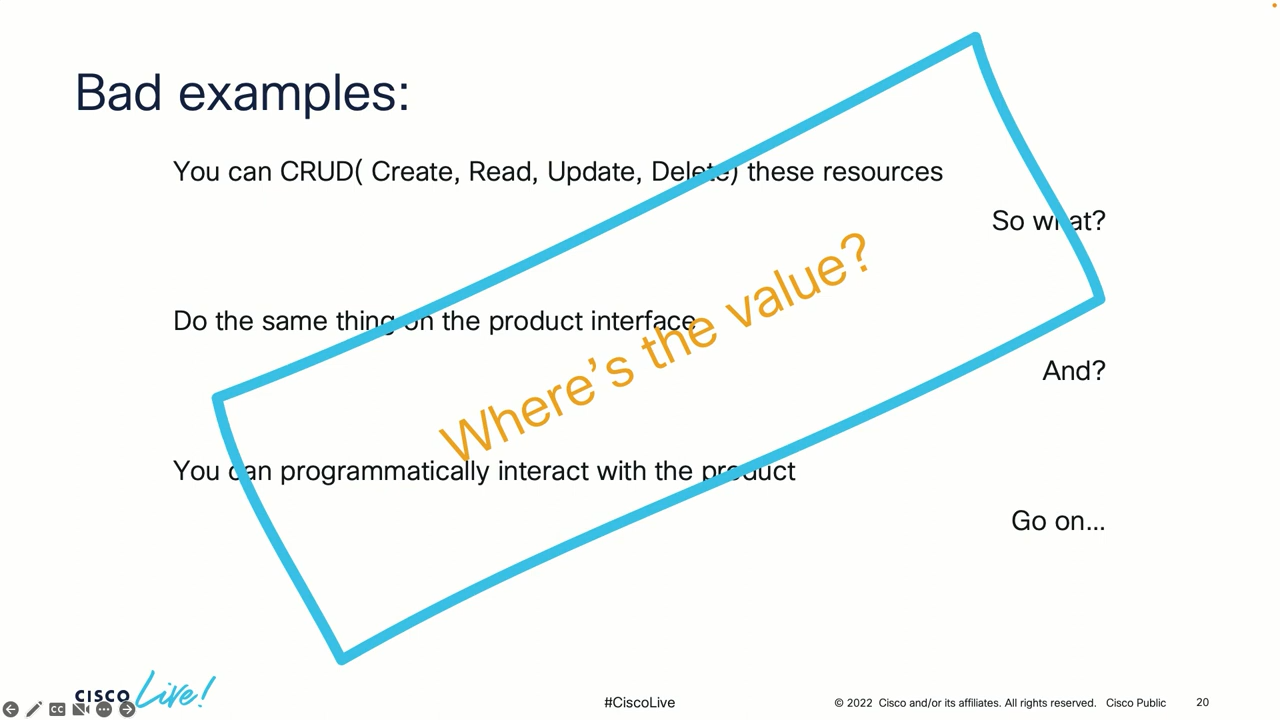 Bad examples:
You can CRUD( Create, Read, Update, Delete) these resources
So what?
Do the same thing on the product interface
And?
You can programmatically interact with the product
Go on...
Where's the value?
CISCO Live!
#CiscoLive
© 2022 Cisco and/or its affiliates. All rights reserved. Cisco Public
20
CC